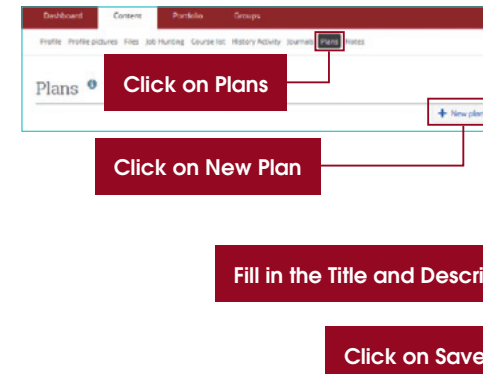 Dashboard Content Portfolio Groups
Profile Profile pictures Files Job Hunting Course list History Activity Journals Plans Notes
Click on Plans
Plans
+ New plan
Click on New Plan
Fill in the Title and Descri
Click on Save